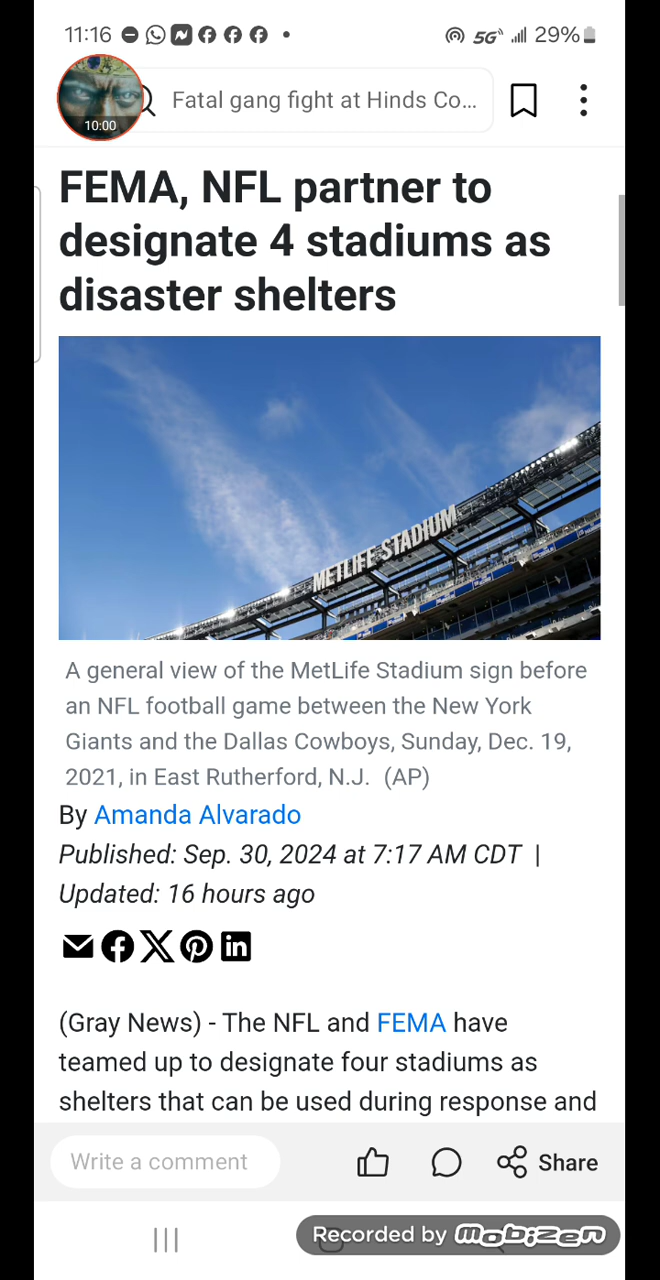 11:16
5G
29%
10:00
Fatal gang fight at Hinds Co...
FEMA, NFL partner to
designate 4 stadiums as
disaster shelters
METLIFE STADIUM
A general view of the MetLife Stadium sign before
an NFL football game between the New York
Giants and the Dallas Cowboys, Sunday, Dec. 19,
2021, in East Rutherford, N.J. (AP)
By Amanda Alvarado
Published: Sep. 30, 2024 at 7:17 AM CDT |
Updated: 16 hours ago
(Gray News) - The NFL and FEMA have
teamed up to designate four stadiums as
shelters that can be used during response and
Write a comment
Share
Recorded by mobizen